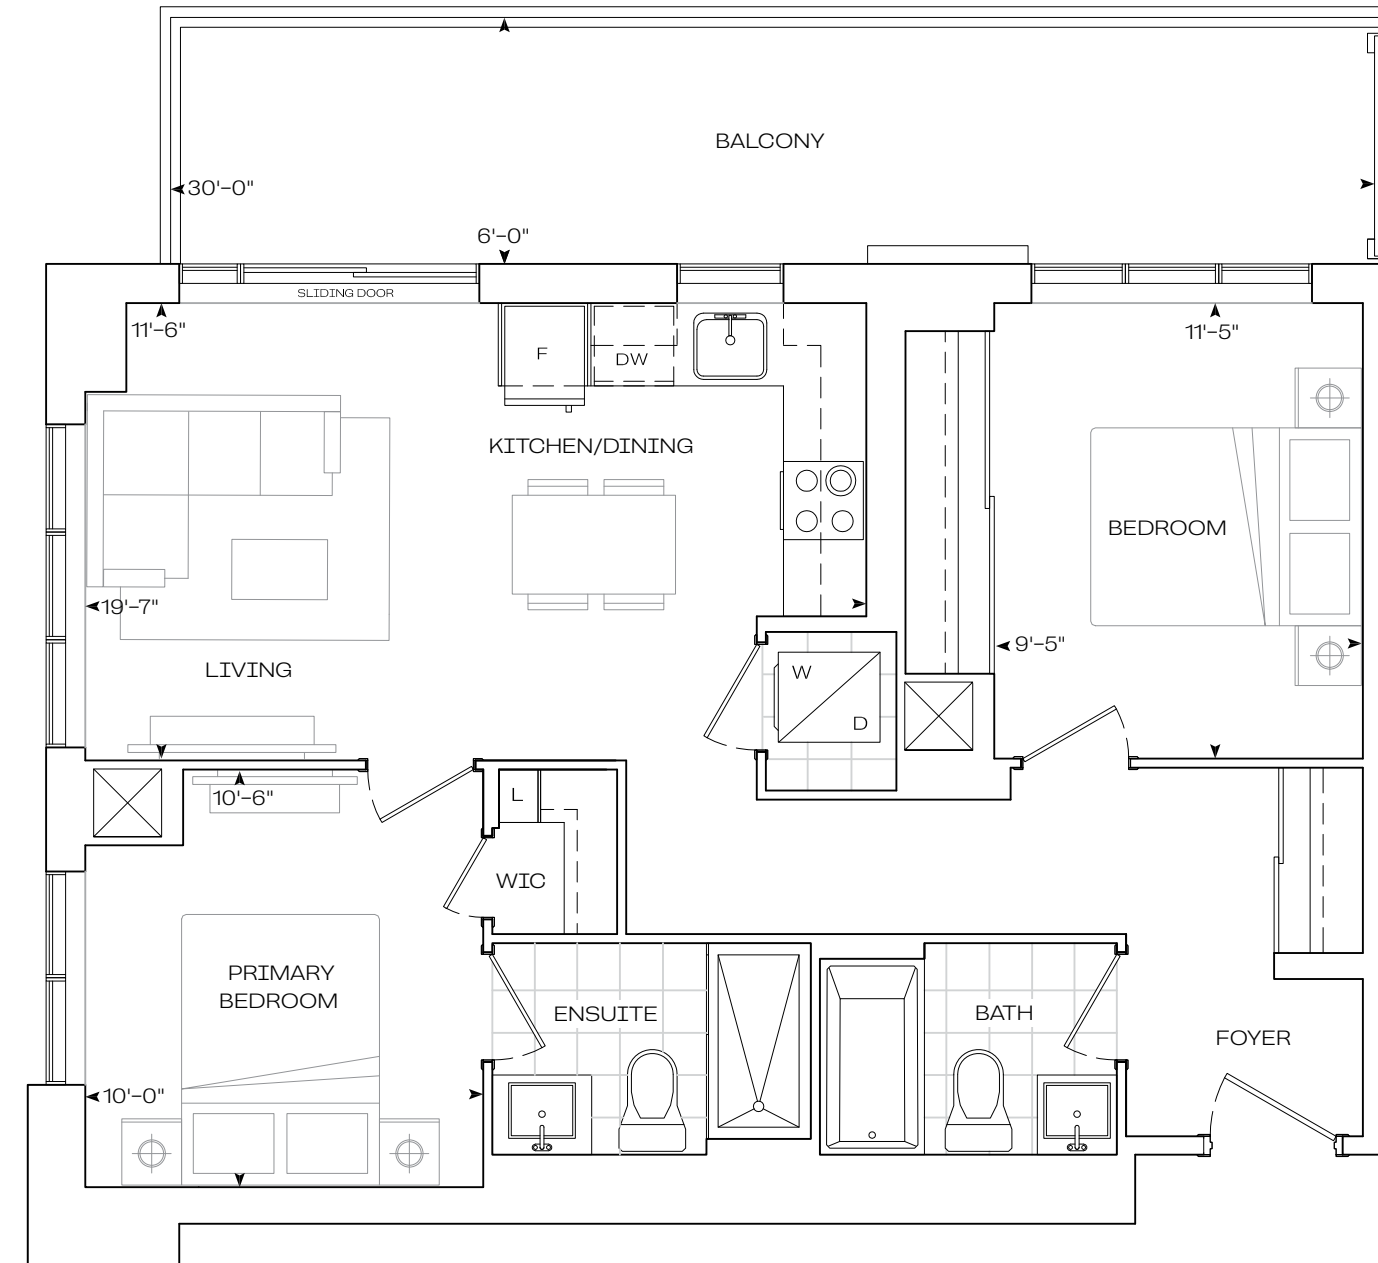 BALCONY
30'-0"
6'-0"
SLIDING DOOR
11'-6"
11'-5"
F
DW
KITCHEN/DINING
BEDROOM
19'-7"
9'-5"
LIVING
W
D
10'-6"
L
WIC
PRIMARY
BEDROOM
ENSUITE
BATH
FOYER
10'-0"